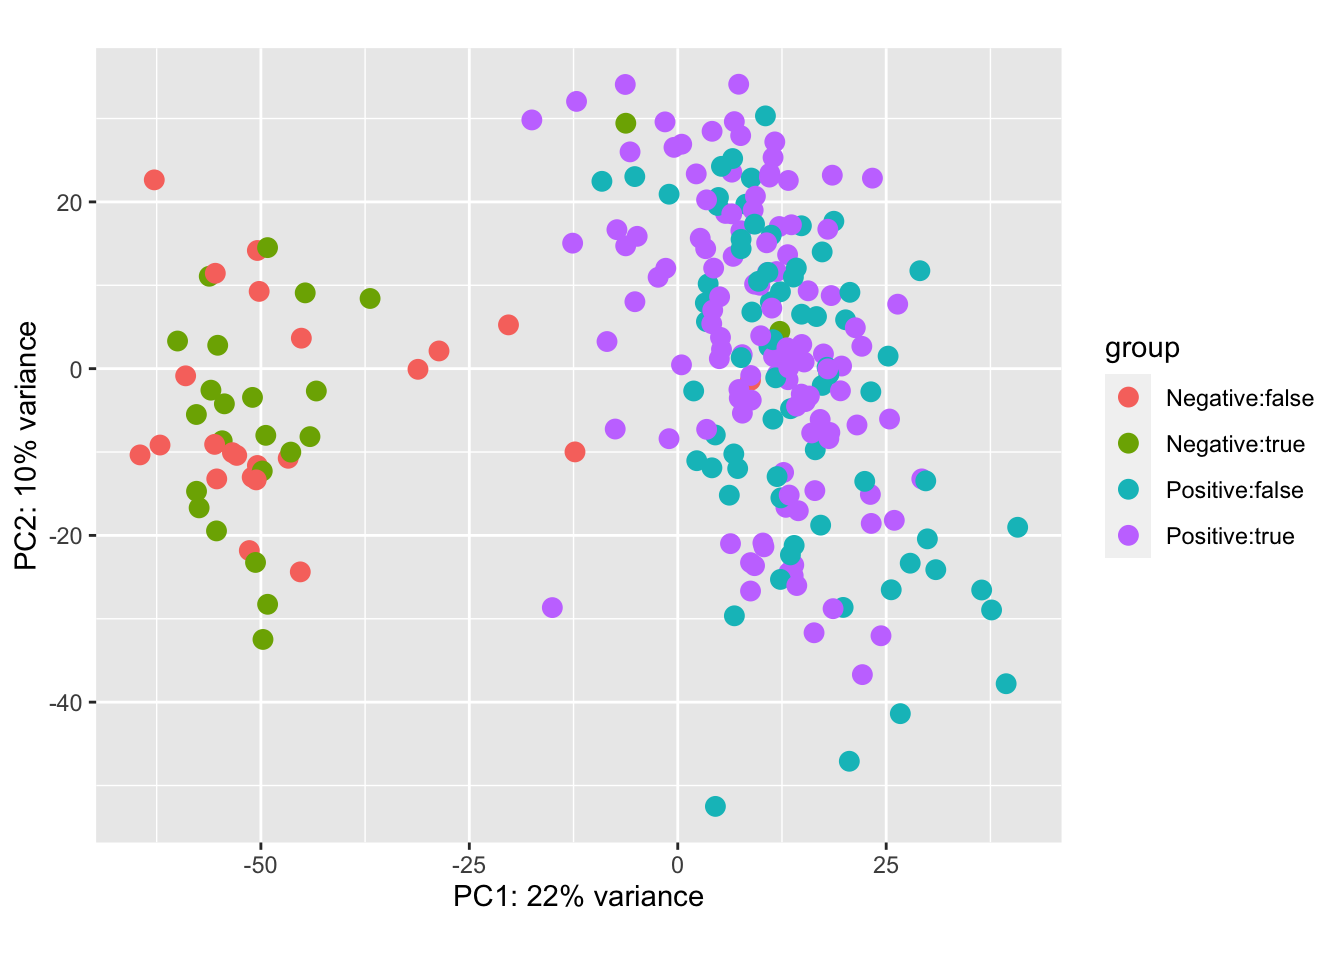 20
0
-20
-40
PC2: 10% variance
-50
-25
0
25
PC1: 22% variance
group
Negative:false
Negative:true
Positive:false
Positive:true